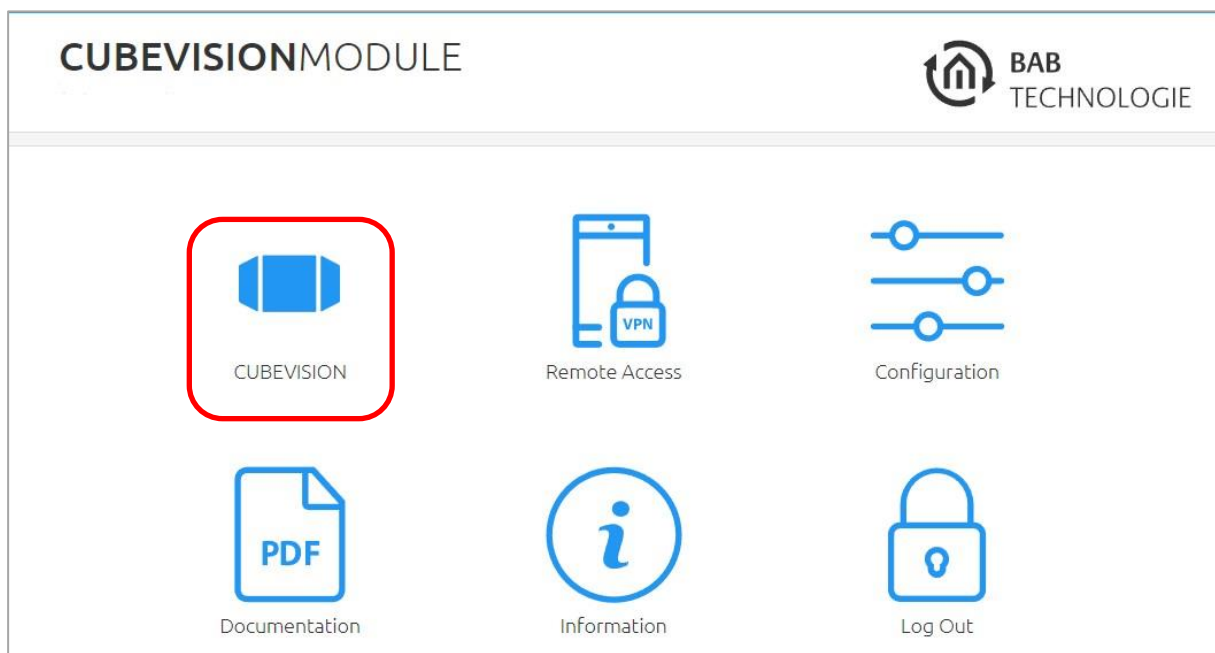 CUBEVISIONMODULE
BAB
TECHNOLOGIE
VPN
CUBEVISION
Remote Access
Configuration
PDF
i
Documentation
Information
Log Out